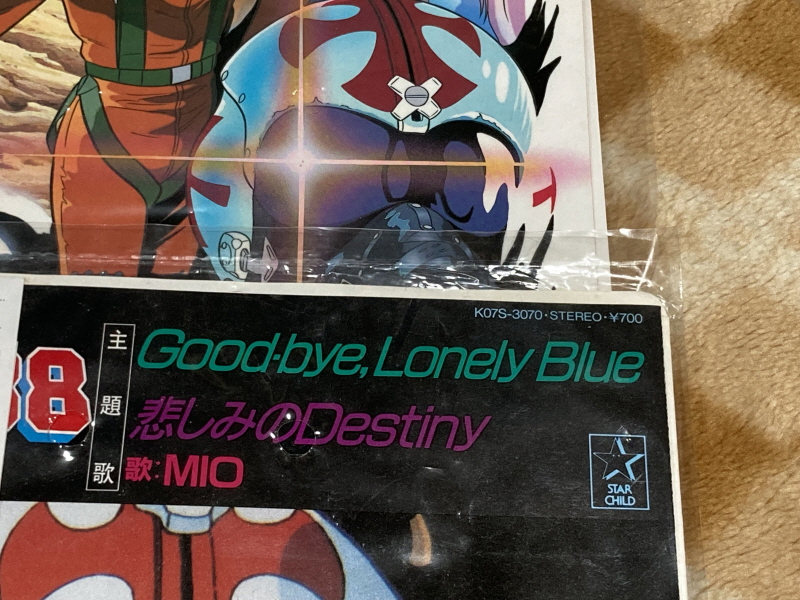 K07S-3070・STEREO・¥700
主題歌
Good-bye, Lonely Blue
悲しみのDestiny
歌:MIO
88
STAR
CHILD